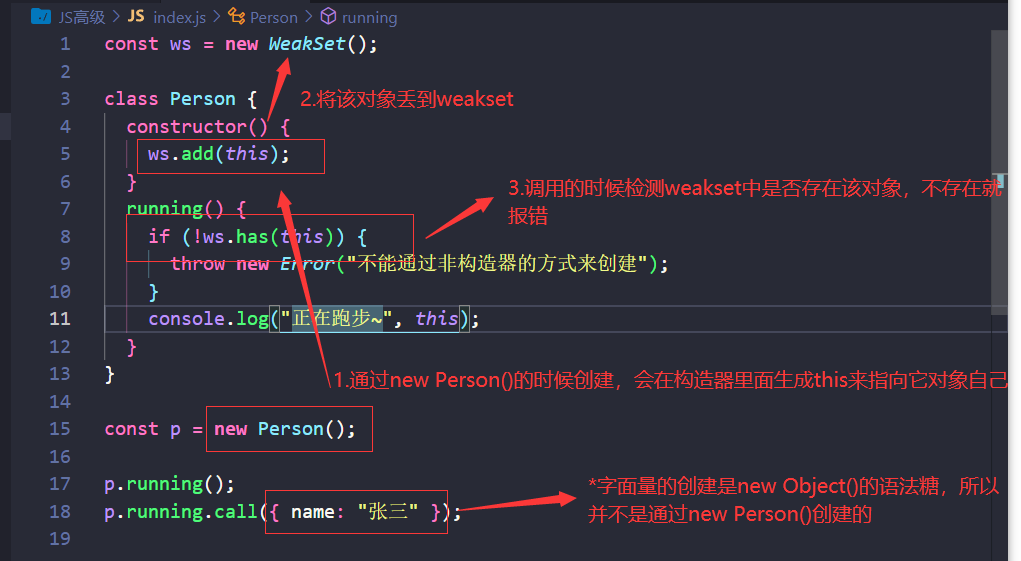 JS高级 > JS index.js > Person > running
1 const ws = new WeakSet();
2
3 class Person {
2.将该对象丢到weakset
4 constructor() {
5 ws.add(this);
6 }
3.调用的时候检测weakset中是否存在该对象，不存在就
报错
7 running() {
8 if (!ws.has(this)) {
9 throw new Error("不能通过非构造器的方式来创建");
10 }
11 console.log("正在跑步~", this);
12 }
1.通过new Person()的时候创建，会在构造器里面生成this来指向它对象自己
13 }
14
15 const p = new Person();
16
17 p.running();
*字面量的创建是new Object()的语法糖，所以
并不是通过new Person()创建的
18 p.running.call({ name: "张三" });
19